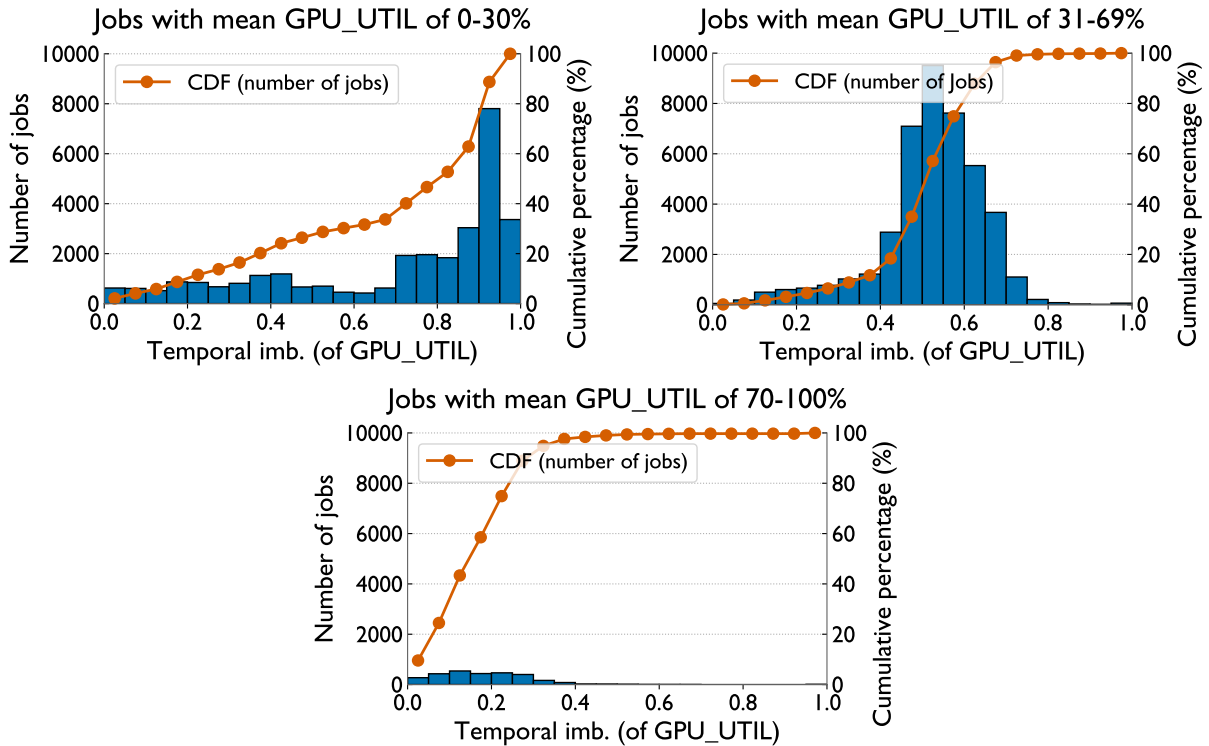 Jobs with mean GPU_UTIL of 0-30%
10000
8000
6000
4000
2000
0
Number of jobs
CDF (number of jobs)
100
80
60
40
20
0
Cumulative percentage (%)
0.0 0.2 0.4 0.6 0.8 1.0
Temporal imb. (of GPU_UTIL)
Jobs with mean GPU_UTIL of 31-69%
10000
8000
6000
4000
2000
0
Number of jobs
CDF (number of Jobs)
100
80
60
40
20
0
Cumulative percentage (%)
0.0 0.2 0.4 0.6 0.8 1.0
Temporal imb. (of GPU_UTIL)
Jobs with mean GPU_UTIL of 70-100%
10000
8000
6000
4000
2000
0
Number of jobs
CDF (number of jobs)
100
80
60
40
20
0
Cumulative percentage (%)
0.0 0.2 0.4 0.6 0.8 1.0
Temporal imb. (of GPU_UTIL)